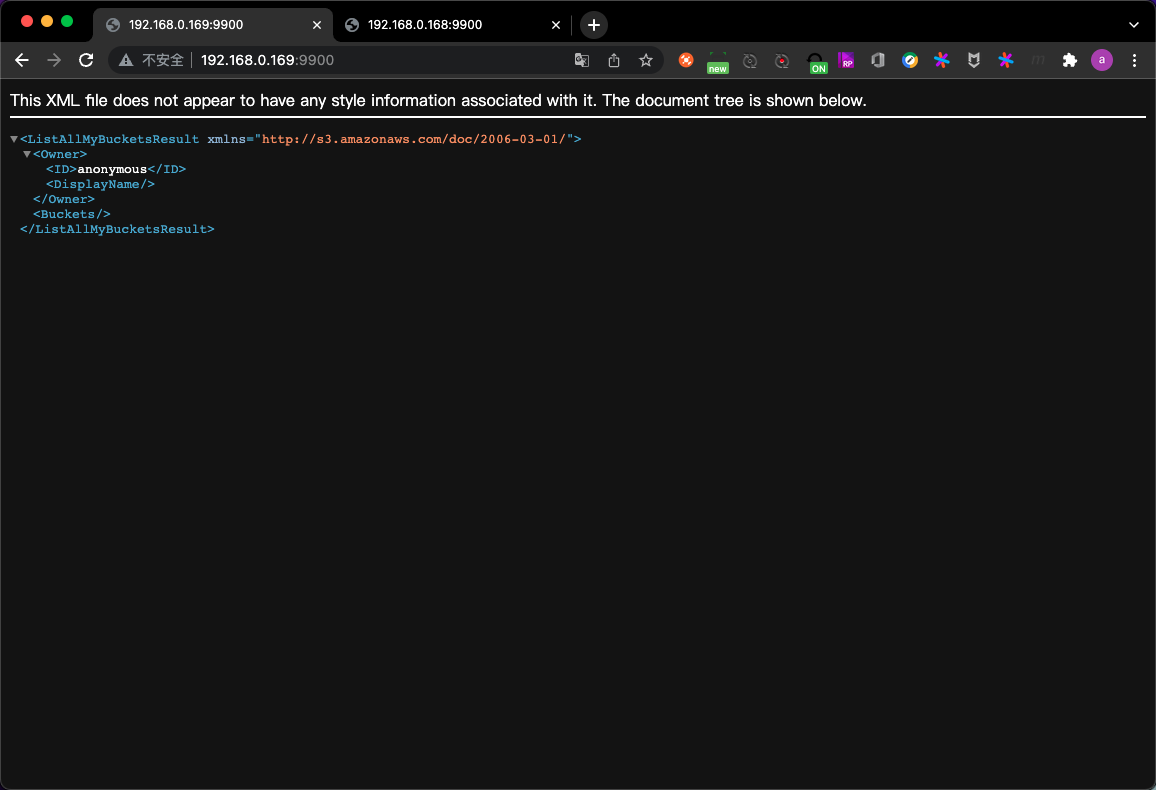 192.168.0.169:9900
192.168.0.168:9900
不安全
192.168.0.169:9900
new
ON
RP
m
a
This XML file does not appear to have any style information associated with it. The document tree is shown below.
<ListAllMyBucketsResult xmlns="http://s3.amazonaws.com/doc/2006-03-01/">
<Owner>
<ID>anonymous</ID>
<DisplayName/>
</Owner>
<Buckets/>
</ListAllMyBucketsResult>